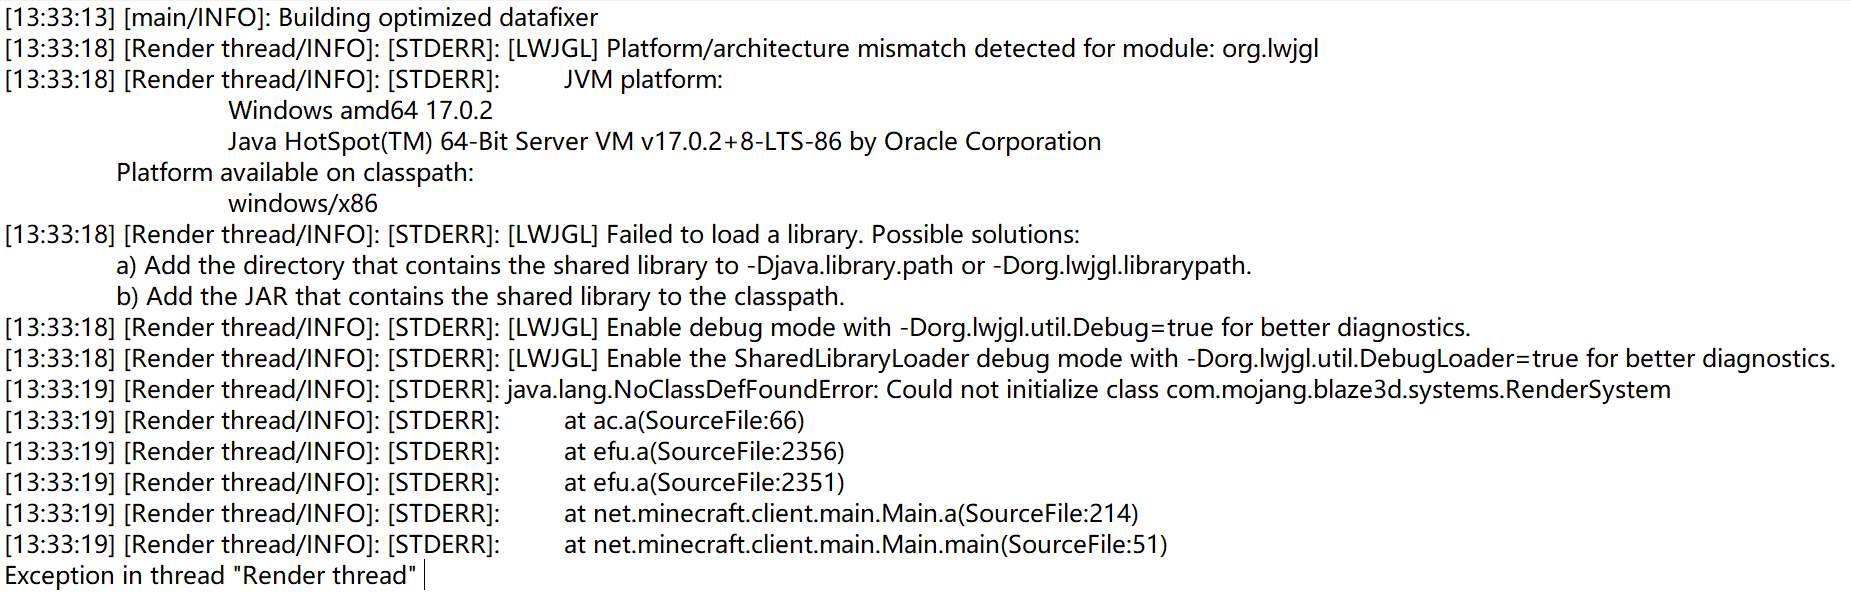 [13:33:13] [main/INFO]: Building optimized datafixer
[13:33:18] [Render thread/INFO]: [STDERR]: [LWJGL] Platform/architecture mismatch detected for module: org.lwjgl
[13:33:18] [Render thread/INFO]: [STDERR]: JVM platform:
Windows amd64 17.0.2
Java HotSpot(TM) 64-Bit Server VM v17.0.2+8-LTS-86 by Oracle Corporation
Platform available on classpath:
windows/x86
[13:33:18] [Render thread/INFO]: [STDERR]: [LWJGL] Failed to load a library. Possible solutions:
a) Add the directory that contains the shared library to -Djava.library.path or -Dorg.lwjgl.librarypath.
b) Add the JAR that contains the shared library to the classpath.
[13:33:18] [Render thread/INFO]: [STDERR]: [LWJGL] Enable debug mode with -Dorg.lwjgl.util.Debug=true for better diagnostics.
[13:33:18] [Render thread/INFO]: [STDERR]: [LWJGL] Enable the SharedLibraryLoader debug mode with -Dorg.lwjgl.util.DebugLoader=true for better diagnostics.
[13:33:19] [Render thread/INFO]: [STDERR]: java.lang.NoClassDefFoundError: Could not initialize class com.mojang.blaze3d.systems.RenderSystem
[13:33:19] [Render thread/INFO]: [STDERR]: at ac.a(SourceFile:66)
[13:33:19] [Render thread/INFO]: [STDERR]: at efu.a(SourceFile:2356)
[13:33:19] [Render thread/INFO]: [STDERR]: at efu.a(SourceFile:2351)
[13:33:19] [Render thread/INFO]: [STDERR]: at net.minecraft.client.main.Main.a(SourceFile:214)
[13:33:19] [Render thread/INFO]: [STDERR]: at net.minecraft.client.main.Main.main(SourceFile:51)
Exception in thread "Render thread"